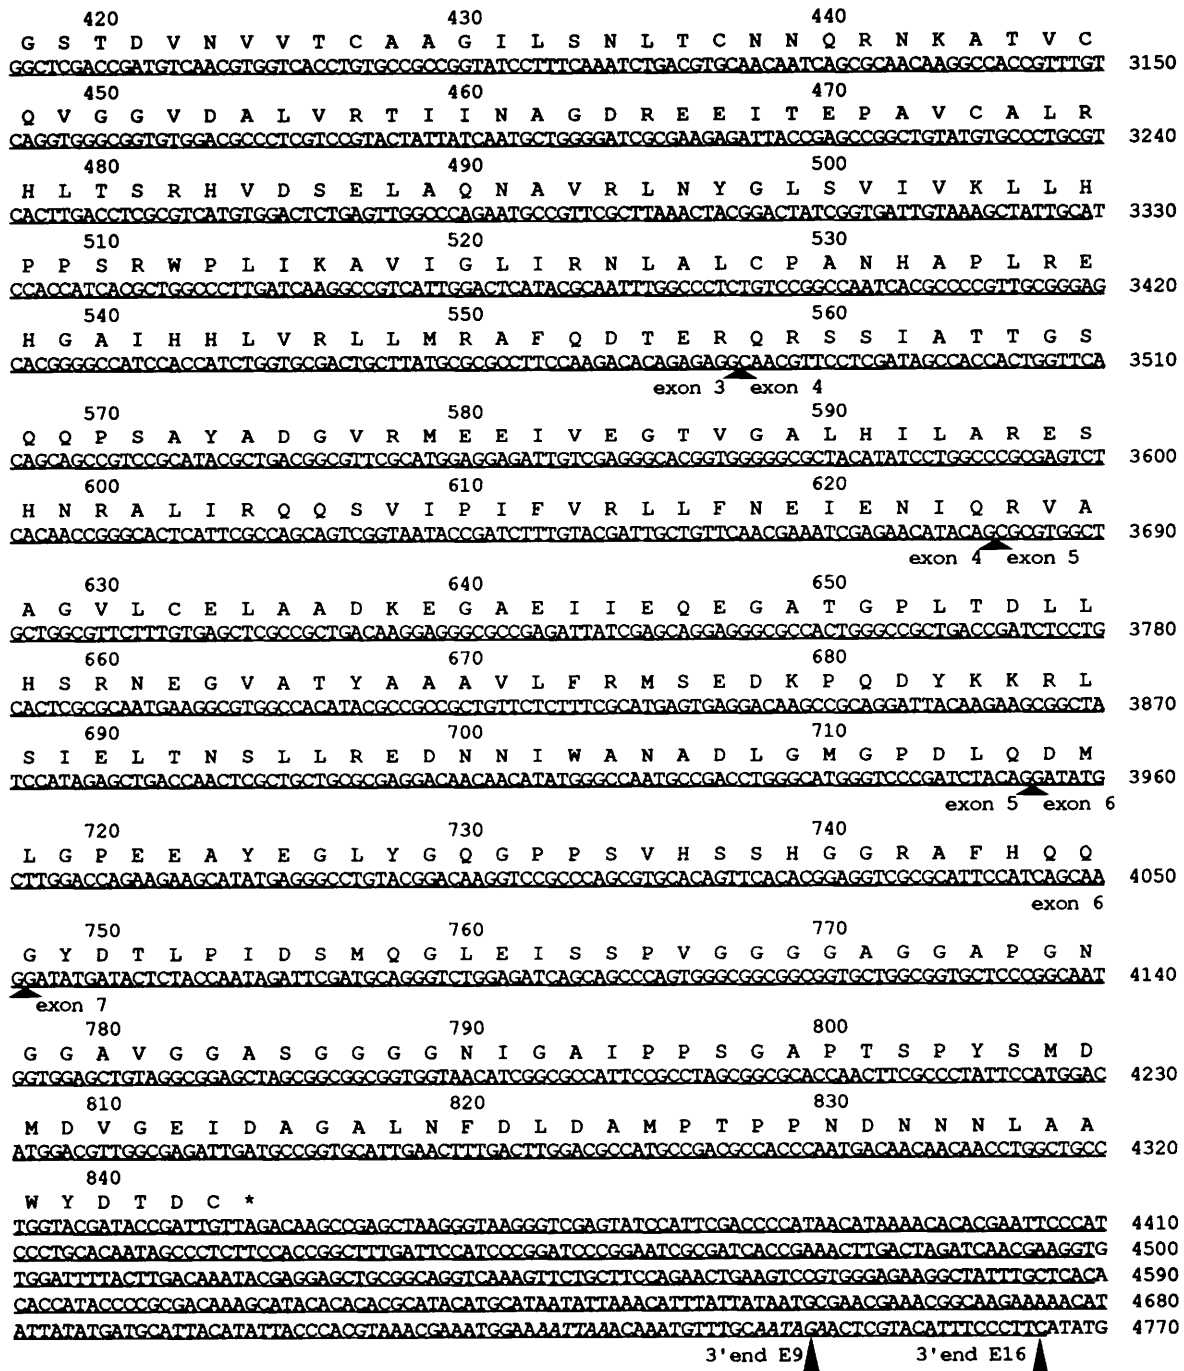 420 430 440
G S T D V N V V T C A A G I L S N L T C N N Q R N K A T V C
GGCTCGACCGATGTCAACGTGGTCACCTGTGCCGCCGGTATCCTTTCAAATCTGACGTGCAACAATCAGCGCAACAAGGCCACCGTTTGT 3150
450 460 470
Q V G G V D A L V R T I I N A G D R E E I T E P A V C A L R
CAGGTGGGCGGTGTGGACGCCCTCGTCCGTACTATTATCAATGCTGGGGATCGCGAAGAGATTACCGAGCCGGCTGTATGTGCCCTGCGT 3240
480 490 500
H L T S R H V D S E L A Q N A V R L N Y G L S V I V K L L H
CACTTGACCTCGCGTCATGTGGACTCTGAGTTGGCCCAGAATGCCGTTCGCTTAAACTACGGACTATCGGTGATTGTAAAGCTATTGCAT 3330
510 520 530
P P S R W P L I K A V I G L I R N L A L C P A N H A P L R E
CCACCATCACGCTGGCCCTTGATCAAGGCCGTCATTGGACTCATACGCAATTTGGCCCTCTGTCCGGCCAATCACGCCCCGTTGCGGGAG 3420
540 550 560
H G A I H H L V R L L M R A F Q D T E R Q R S S I A T T G S
CACGGGGCCATCCACCATCTGGTGCGACTGCTTATGCGCGCCTTCCAAGACACAGAGAGGCAACGTTCCTCGATAGCCACCACTGGTTCA 3510
exon 3 exon 4
570 580 590
Q Q P S A Y A D G V R M E E I V E G T V G A L H I L A R E S
CAGCAGCCGTCCGCATACGCTGACGGCGTTCGCATGGAGGAGATTGTCGAGGGCACGGTGGGGGCGCTACATATCCTGGCCCGCGAGTCT 3600
600 610 620
H N R A L I R Q Q S V I P I F V R L L F N E I E N I Q R V A
CACAACCGGGCACTCATTCGCCAGCAGTCGGTAATACCGATCTTTGTACGATTGCTGTTCAACGAAATCGAGAACATACAGCGCGTGGCT 3690
exon 4 exon 5
630 640 650
A G V L C E L A A D K E G A E I I E Q E G A T G P L T D L L
GCTGGCGTTCTTTGTGAGCTCGCCGCTGACAAGGAGGGCGCCGAGATTATCGAGCAGGAGGGCGCCACTGGGCCGCTGACCGATCTCCTG 3780
660 670 680
H S R N E G V A T Y A A A V L F R M S E D K P Q D Y K K R L
CACTCGCGCAATGAAGGCGTGGCCACATACGCCGCCGCTGTTCTCTTTCGCATGAGTGAGGACAAGCCGCAGGATTACAAGAAGCGGCTA 3870
690 700 710
S I E L T N S L L R E D N N I W A N A D L G M G P D L Q D M
TCCATAGAGCTGACCAACTCGCTGCTGCGCGAGGACAACAACATATGGGCCAATGCCGACCTGGGCATGGGTCCCGATCTACAGGATATG 3960
exon 5 exon 6
720 730 740
L G P E E A Y E G L Y G Q G P P S V H S S H G G R A F H Q Q
CTTGGACCAGAAGAAGCATATGAGGGCCTGTACGGACAAGGTCCGCCCAGCGTGCACAGTTCACACGGAGGTCGCGCATTCCATCAGCAA 4050
exon 6
750 760 770
G Y D T L P I D S M Q G L E I S S P V G G G G A G G A P G N
GGATATGATACTCTACCAATAGATTCGATGCAGGGTCTGGAGATCAGCAGCCCAGTGGGCGGCGGCGGTGCTGGCGGTGCTCCCGGCAAT 4140
exon 7
780 790 800
G G A V G G A S G G G G N I G A I P P S G A P T S P Y S M D
GGTGGAGCTGTAGGCGGAGCTAGCGGCGGCGGTGGTAACATCGGCGCCATTCCGCCTAGCGGCGCACCAACTTCGCCCTATTCCATGGAC 4230
810 820 830
M D V G E I D A G A L N F D L D A M P T P P N D N N N L A A
ATGGACGTTGGCGAGATTGATGCCGGTGCATTGAACTTTGACTTGGACGCCATGCCGACGCCACCCAATGACAACAACAACCTGGCTGCC 4320
840
W Y D T D C *
TGGTACGATACCGATTGTTAGACAAGCCGAGCTAAGGGTAAGGGTCGAGTATCCATTCGACCCCATAACATAAAACACACGAATTCCCAT 4410
CCCTGCACAATAGCCCTCTTCCACCGGCTTTGATTCCATCCCGGATCCCGGAATCGCGATCACCGAAACTTGACTAGATCAACGAAGGTG 4500
TGGATTTTACTTGACAAATACGAGGAGCTGCGGCAGGTCAAAGTTCTGCTTCCAGAACTGAAGTCCGTGGGAGAAGGCTATTTGCTCACA 4590
CACCATACCCCGCGACAAAGCATACACACACGCATACATGCATAATATTAAACATTTATTATAATGCGAACGAAACGGCAAGAAAAACAT 4680
ATTATATGATGCATTACATATTACCCACGTAAACGAAATGGAAAATTAAACAAATGTTTGCAATAGAACTCGTACATTTCCCTTCATATG 4770
3'end E9 3'end E16